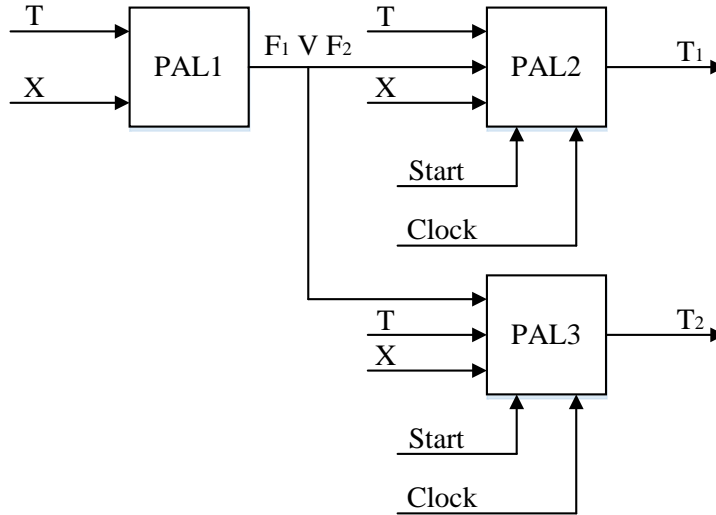 T
X
PAL1
F₁ V F₂
T
X
PAL2
T₁
Start
Clock
T
X
PAL3
T₂
Start
Clock